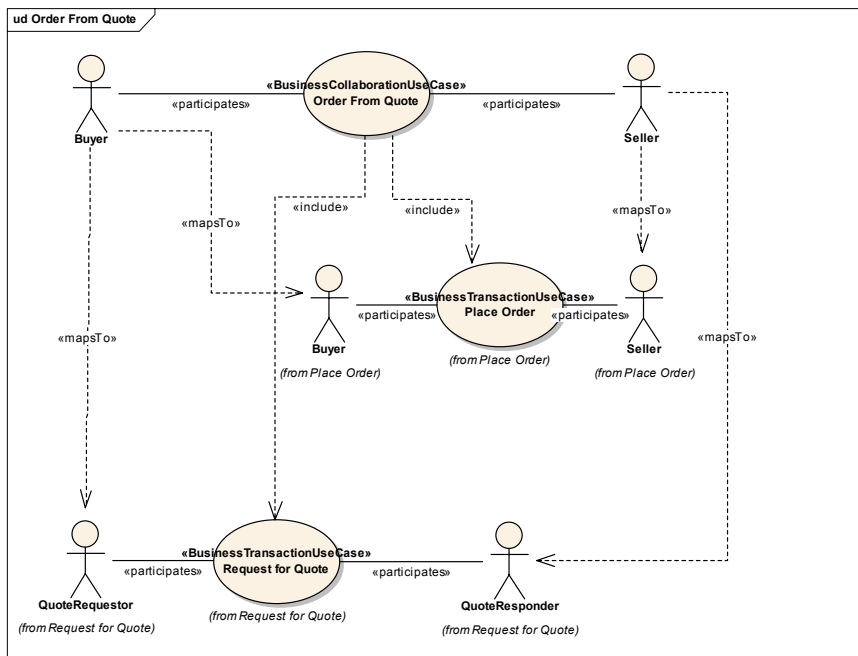 ud Order From Quote
«BusinessCollaborationUseCase»
Order From Quote
«participates»
«participates»
Buyer
Seller
«include»
«include»
«mapsTo»
«mapsTo»
«BusinessTransactionUseCase»
Place Order
«participates»
«participates»
Buyer
Seller
(from Place Order)
(from Place Order)
(from Place Order)
«mapsTo»
«mapsTo»
«BusinessTransactionUseCase»
Request for Quote
«participates»
«participates»
QuoteRequestor
QuoteResponder
(from Request for Quote)
(from Request for Quote)
(from Request for Quote)